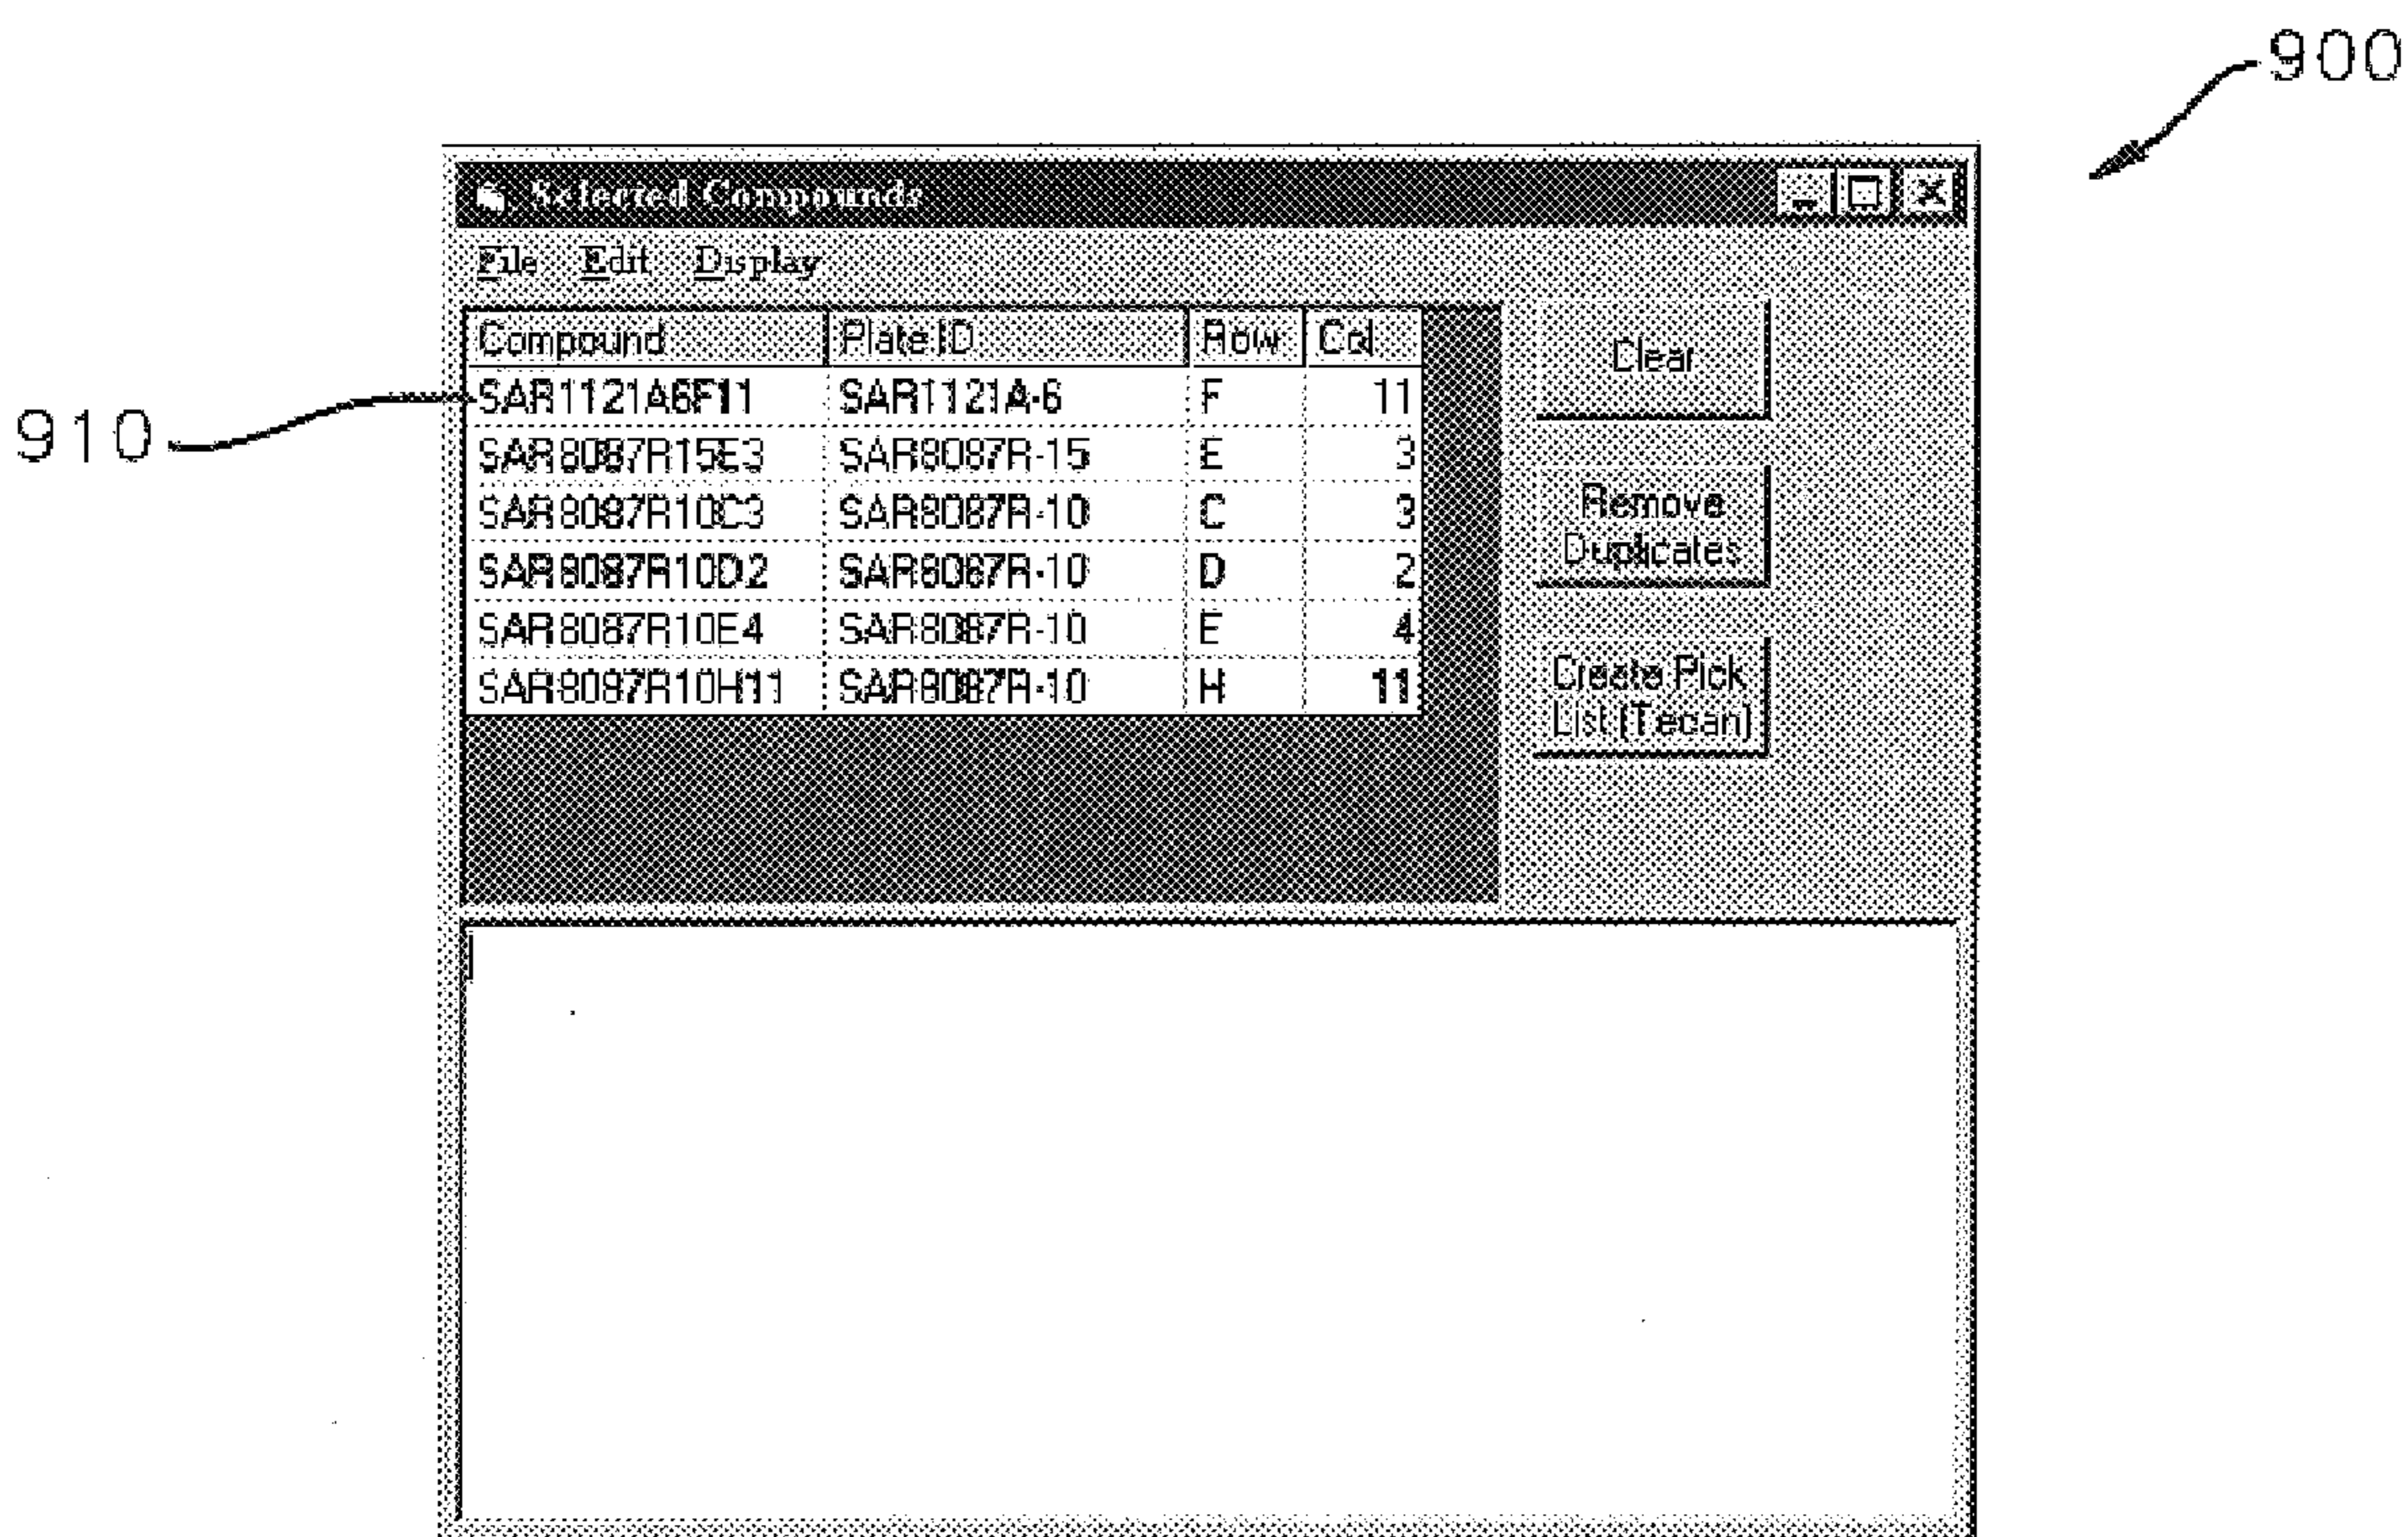 900
Selected Compounds
File Edit Display
Compound Plate ID Row Col
Clear
910
SAR1121A6F11 SAR1121A-6 F 11
SAR8087R15E3 SAR8087R-15 E 3
SAR8087R10C3 SAR8087R-10 C 3
Remove
Duplicates
SAR8087R10D2 SAR8087R-10 D 2
SAR8087R10E4 SAR8087R-10 E 4
SAR8087R10H11 SAR8087R-10 H 11
Create Pick
List (Tecan)